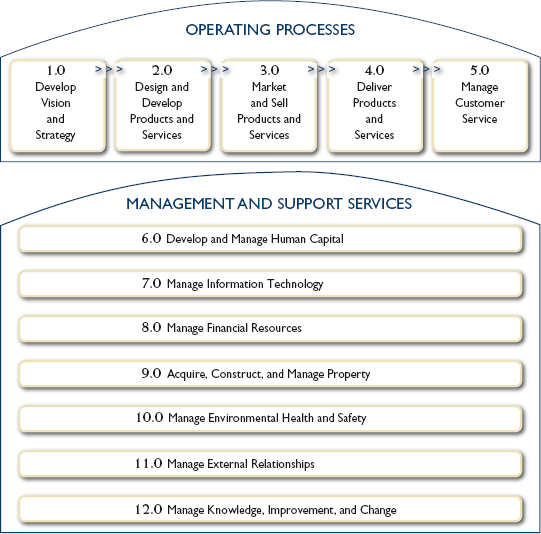 OPERATING PROCESSES
1.0
Develop
Vision
and
Strategy
> > >
2.0
Design and
Develop
Products and
Services
> > >
3.0
Market
and Sell
Products and
Services
> > >
4.0
Deliver
Products
and
Services
> > >
5.0
Manage
Customer
Service
MANAGEMENT AND SUPPORT SERVICES
6.0 Develop and Manage Human Capital
7.0 Manage Information Technology
8.0 Manage Financial Resources
9.0 Acquire, Construct, and Manage Property
10.0 Manage Environmental Health and Safety
11.0 Manage External Relationships
12.0 Manage Knowledge, Improvement, and Change